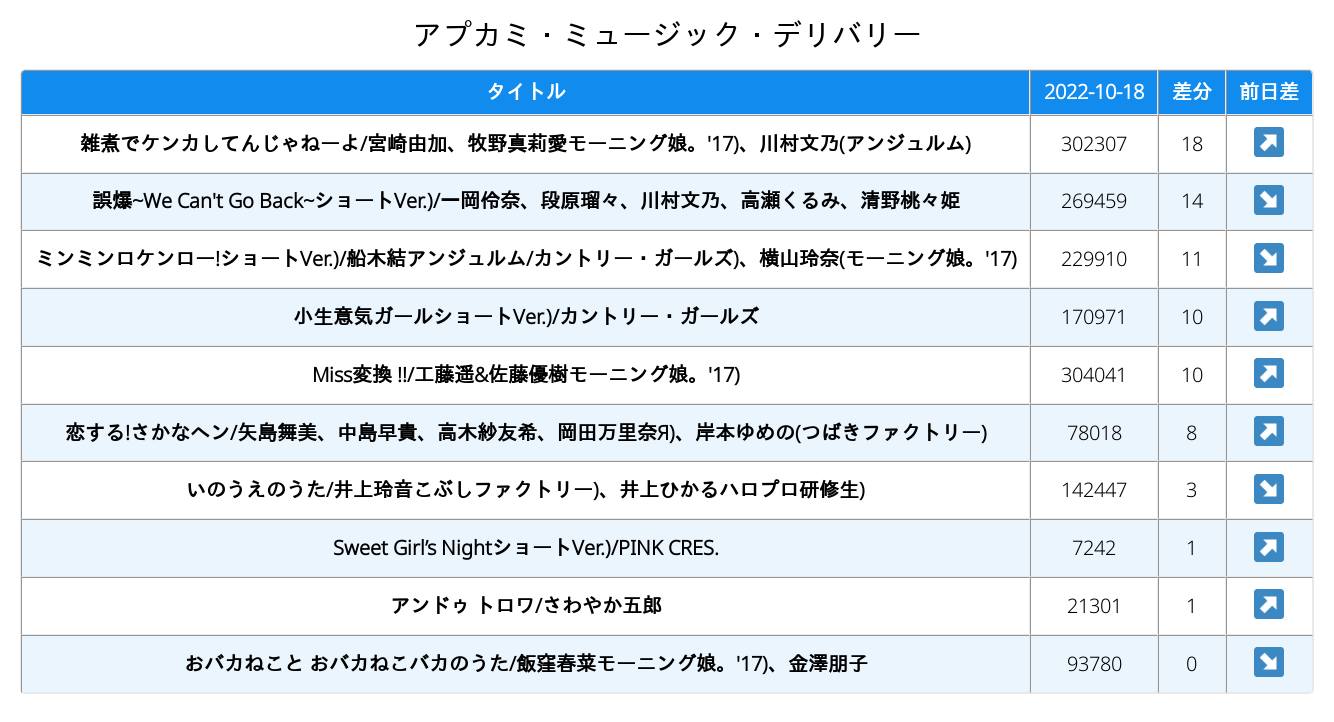 アプカミ・ミュージック・デリバリー
タイトル 2022-10-18 差分 前日差
雑煮でケンカしてんじゃねーよ/宮崎由加、牧野真莉愛モーニング娘。'17)、川村文乃(アンジュルム) 302307 18
誤爆~We Can't Go Back~ショートVer.)/一岡伶奈、段原瑠々、川村文乃、高瀬くるみ、清野桃々姫 269459 14
ミンミンロケンロー!ショートVer.)/船木結アンジュルム/カントリー・ガールズ)、横山玲奈(モーニング娘。'17) 229910 11
小生意気ガールショートVer.)/カントリー・ガールズ 170971 10
Miss変換 !!/工藤遥&佐藤優樹モーニング娘。'17) 304041 10
恋する!さかなヘン/矢島舞美、中島早貴、高木紗友希、岡田万里奈Я)、岸本ゆめの(つばきファクトリー) 78018 8
いのうえのうた/井上玲音こぶしファクトリー)、井上ひかるハロプロ研修生) 142447 3
Sweet Girl’s NightショートVer.)/PINK CRES. 7242 1
アンドゥ トロワ/さわやか五郎 21301 1
おバカねこと おバカねこバカのうた/飯窪春菜モーニング娘。'17)、金澤朋子 93780 0